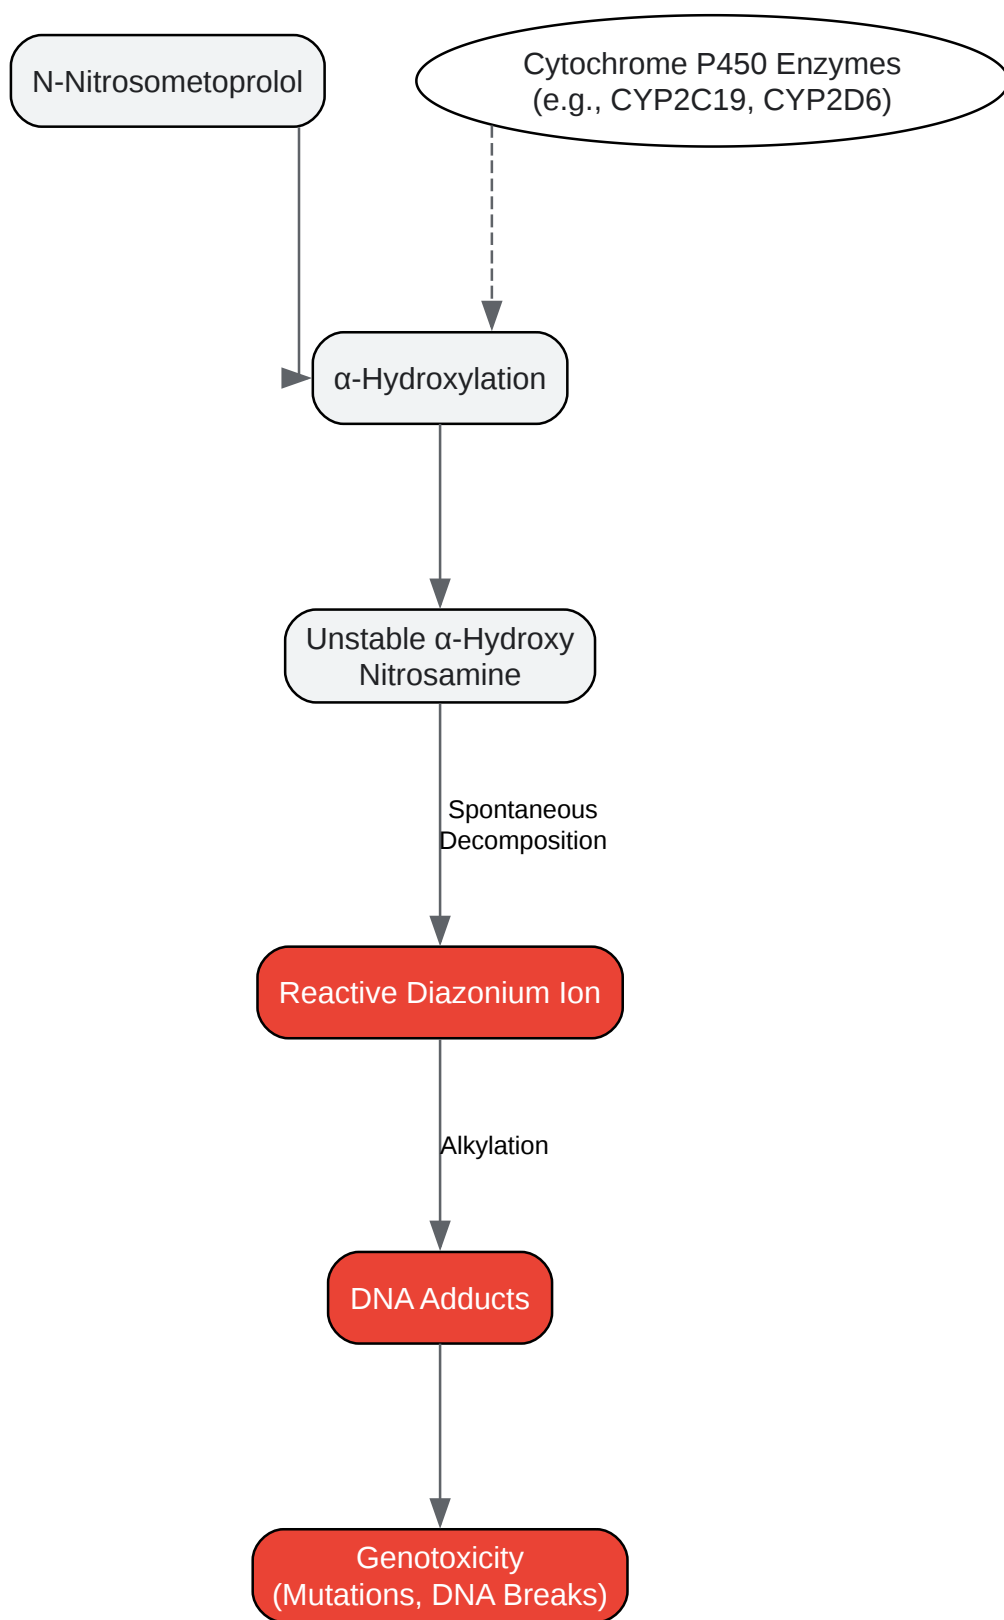 N-Nitrosometoprolol
Cytochrome P450 Enzymes
(e.g., CYP2C19, CYP2D6)
α-Hydroxylation
Unstable α-Hydroxy
Nitrosamine
Spontaneous
Decomposition
Reactive Diazonium Ion
Alkylation
DNA Adducts
Genotoxicity
(Mutations, DNA Breaks)